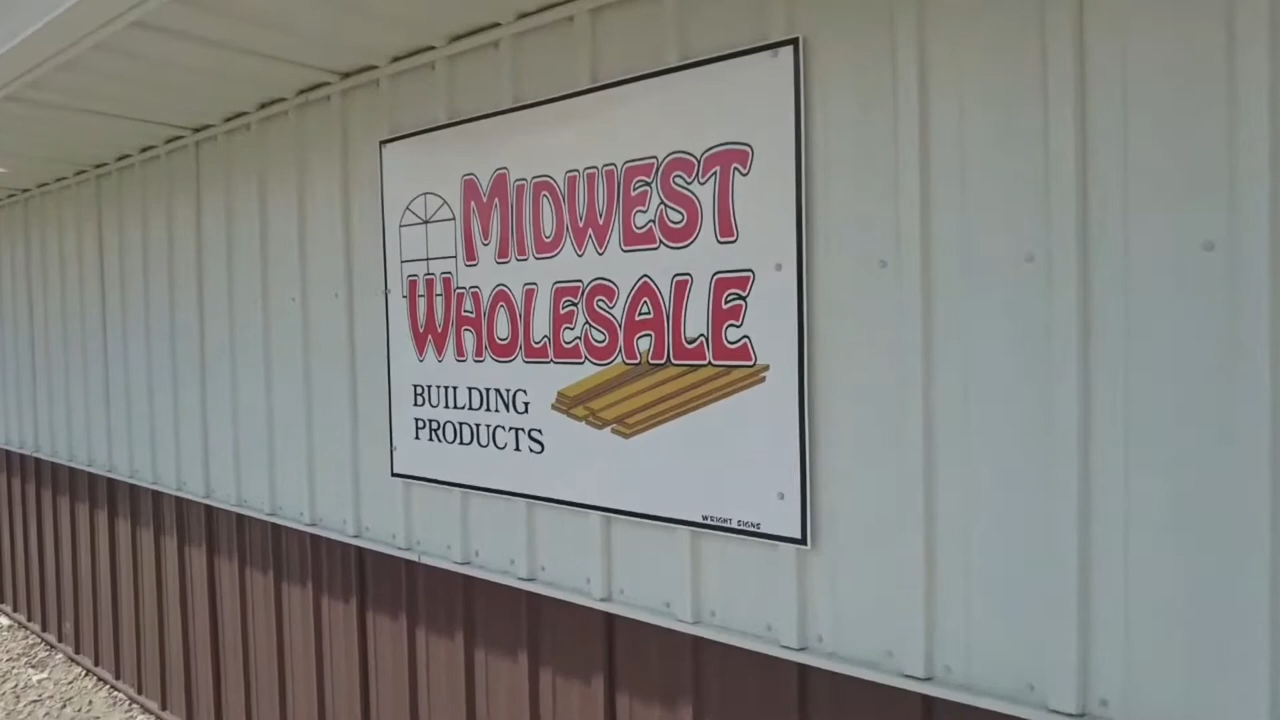 MIDWEST
WHOLESALE
BUILDING
PRODUCTS
WRIGHT SIGNS